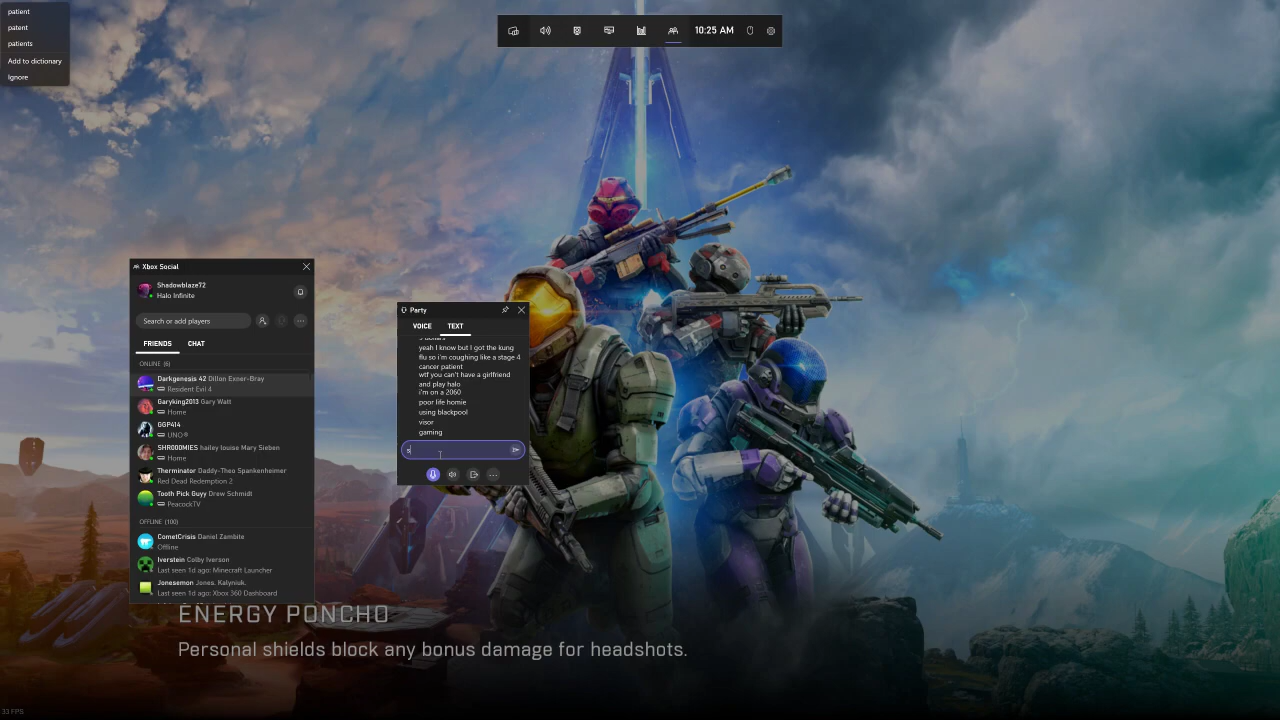 patient
patent
patients
Add to dictionary
Ignore
10:25 AM
Xbox Social
Shadowblaze72
Halo Infinite
Search or add players
FRIENDS CHAT
ONLINE (6)
Darkgenesis 42 Dillon Exner-Bray
Resident Evil 4
Garyking2013 Gary Watt
Home
GGP414
UNO®
SHR000MIES hailey louise Mary Sieben
Home
Therminator Daddy-Theo Spankenheimer
Red Dead Redemption 2
Tooth Pick Guyy Drew Schmidt
PeacockTV
OFFLINE (100)
CometCrisis Daniel Zambite
Offline
Iverstein Colby Iverson
Last seen 1d ago: Minecraft Launcher
Jonesemon Jones. Kalyniuk.
Last seen 1d ago: Xbox 360 Dashboard
Party
VOICE TEXT
yeah I know but I got the kung
flu so i'm coughing like a stage 4
cancer patient
wtf you can't have a girlfriend
and play halo
i'm on a 2060
poor life homie
using blackpool
visor
gaming
s
ENERGY PONCHO
Personal shields block any bonus damage for headshots.
33 FPS